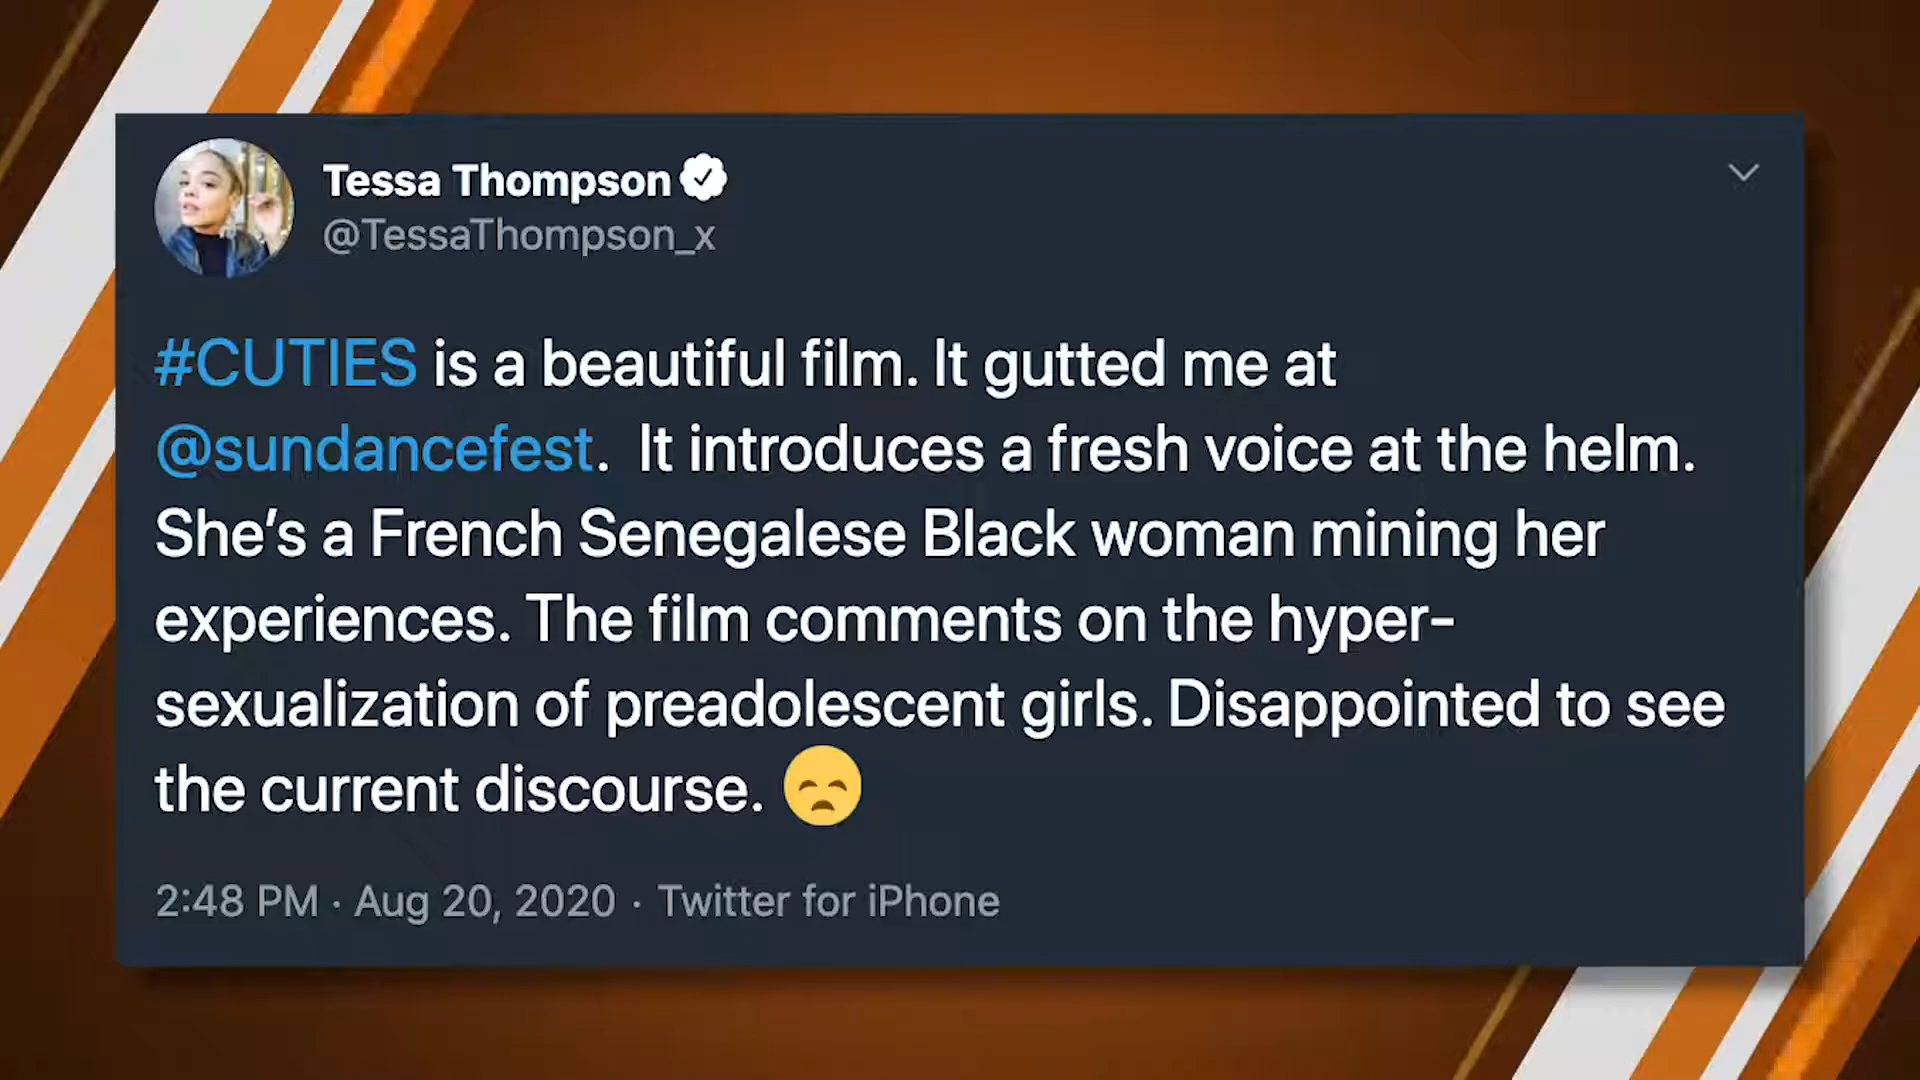 Tessa Thompson
@TessaThompson_x
#CUTIES is a beautiful film. It gutted me at
@sundancefest.  It introduces a fresh voice at the helm.
She’s a French Senegalese Black woman mining her
experiences. The film comments on the hyper-
sexualization of preadolescent girls. Disappointed to see
the current discourse. 😞
2:48 PM · Aug 20, 2020 · Twitter for iPhone